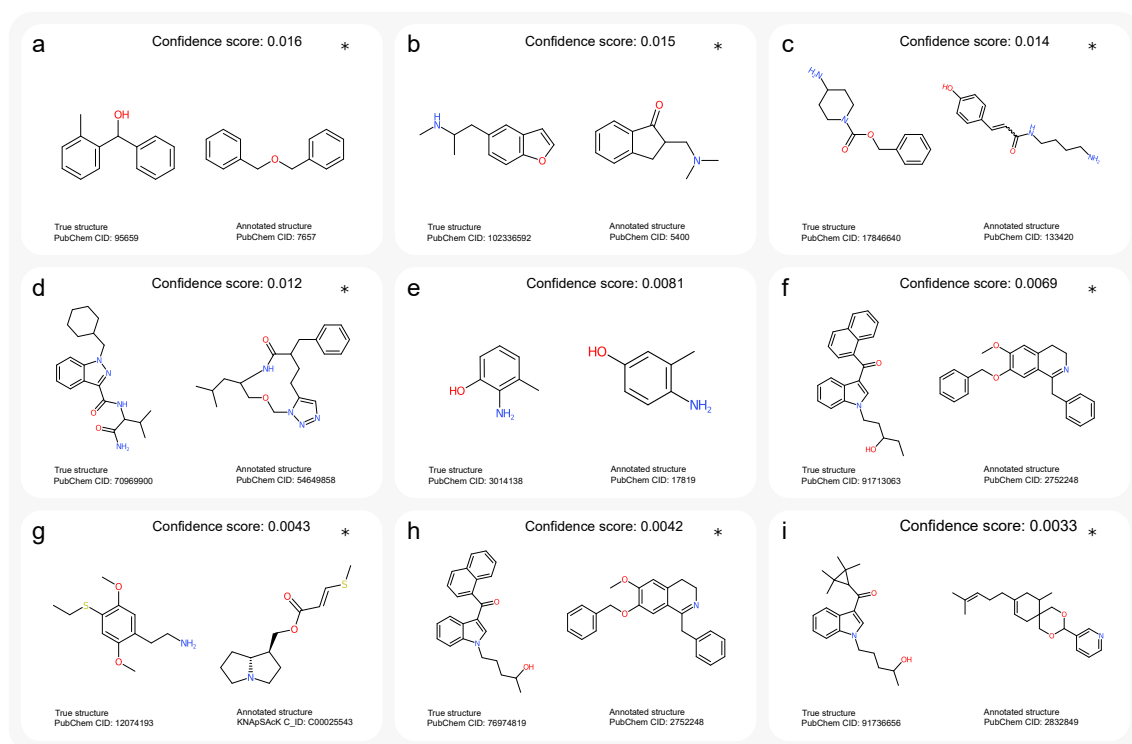 a
Confidence score: 0.016
*
OH
O
True structure
PubChem CID: 95659
Annotated structure
PubChem CID: 7657
b
Confidence score: 0.015
*
H
N
O
O
N
True structure
PubChem CID: 102336592
Annotated structure
PubChem CID: 5400
c
Confidence score: 0.014
*
H₂N
N
O
O
HO
O
H
N
NH₂
True structure
PubChem CID: 17846640
Annotated structure
PubChem CID: 133420
d
Confidence score: 0.012
*
N
N
O
NH
O
NH₂
O
NH
O
N
N
N
True structure
PubChem CID: 70969900
Annotated structure
PubChem CID: 54649858
e
Confidence score: 0.0081
HO
NH₂
HO
NH₂
True structure
PubChem CID: 3014138
Annotated structure
PubChem CID: 17819
f
Confidence score: 0.0069
*
O
N
HO
O
O
N
True structure
PubChem CID: 91713063
Annotated structure
PubChem CID: 2752248
g
Confidence score: 0.0043
*
O
S
NH₂
O
S
O
O
N
True structure
PubChem CID: 12074193
Annotated structure
KNApSAcK C_ID: C00025543
h
Confidence score: 0.0042
*
O
N
OH
O
O
N
True structure
PubChem CID: 76974819
Annotated structure
PubChem CID: 2752248
i
Confidence score: 0.0033
*
O
N
OH
O
O
N
True structure
PubChem CID: 91736656
Annotated structure
PubChem CID: 2832849